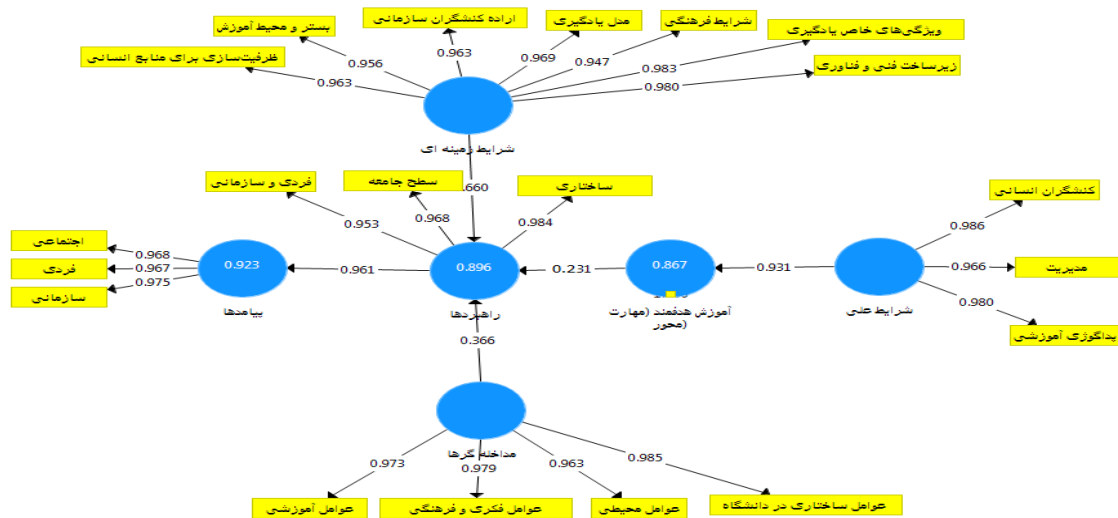 اراده کنشگران سازمانی
مدل یادگیری
شرایط فرهنگی
ویژگی‌های خاص یادگیری
بستر و محیط آموزش
ظرفیت‌سازی برای منابع انسانی
زیرساخت فنی و فناوری
0.963
0.956
0.963
0.969
0.947
0.983
0.980
شرایط زمینه ای
.660
فردی و سازمانی
سطح جامعه
ساختاری
0.953
0.968
0.984
کنشگران انسانی
مدیریت
پداگوژی آموزشی
0.986
0.966
0.980
شرایط علی
0.931
0.867
آموزش هدفمند (مهارت
محور)
0.231
0.896
راهبردها
0.961
0.923
پیامدها
اجتماعی
فردی
سازمانی
0.968
0.967
0.975
0.366
مداخله گرها
0.973
0.979
0.963
0.985
عوامل آموزشی
عوامل فکری و فرهنگی
عوامل محیطی
عوامل ساختاری در دانشگاه